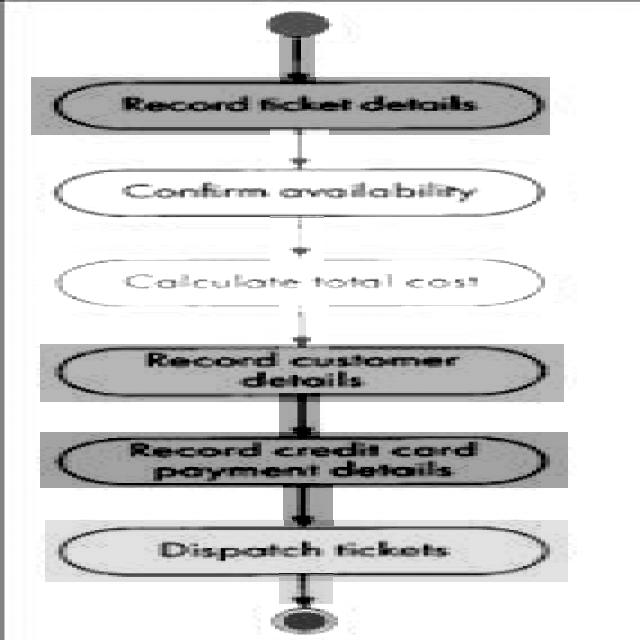 Record ticket details
Confirm availability
Calculate total cost
Record customer
details
Record credit card
payment details
Dispatch tickets